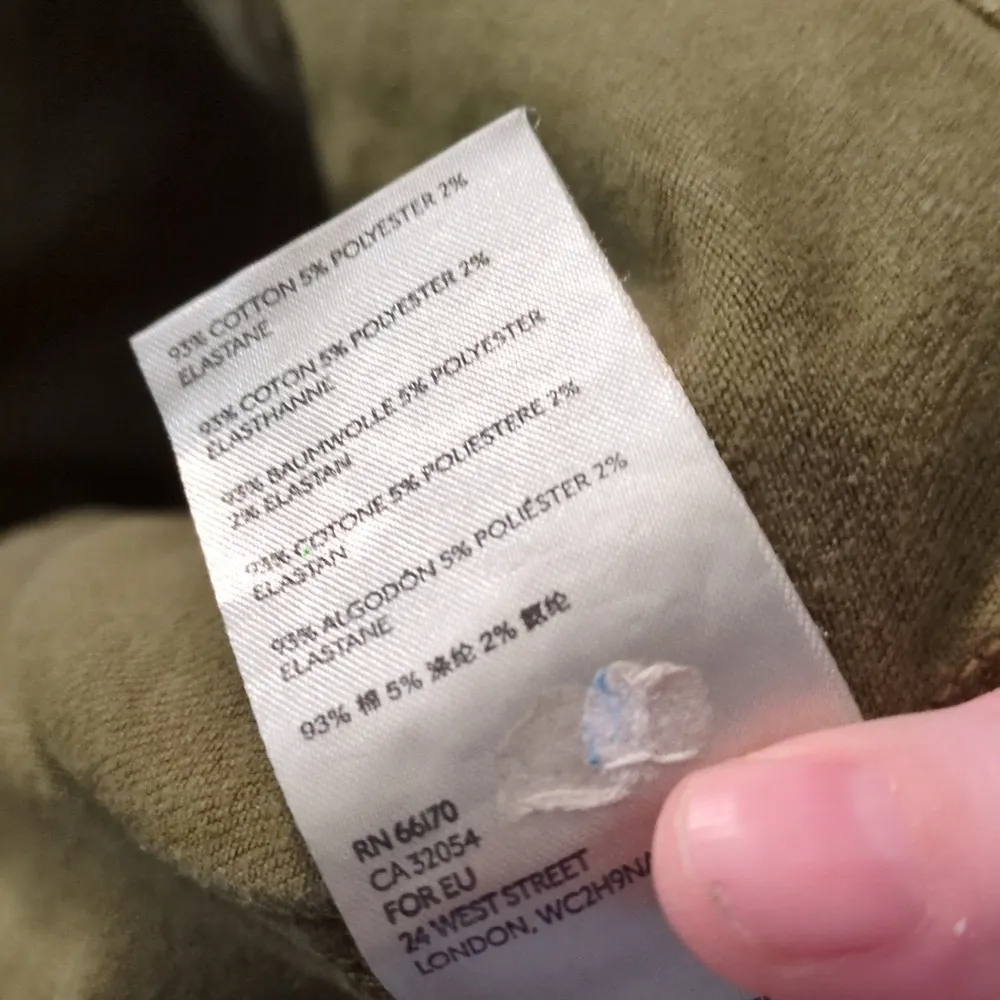 93% COTTON 5% POLYESTER 2%
ELASTANE
93% COTON 5% POLYESTER 2%
ELASTHANNE
93% BAUMWOLLE 5% POLYESTER
2% ELASTAN
93% COTONE 5% POLIESTERE 2%
ELASTAN
93% ALGODÓN 5% POLIÉSTER 2%
ELASTANE
93% 棉 5% 涤纶 2% 氨纶
RN 66170
CA 32054
FOR EU
24 WEST STREET
LONDON, WC2H9NA